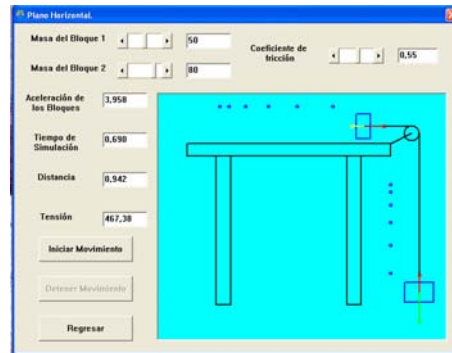 Plano Horizontal.
Masa del Bloque 1
50
Coeficiente de
fricción
0,55
Masa del Bloque 2
80
Aceleración de
los Bloques
3,958
Tiempo de
Simulación
0,690
Distancia
0,942
Tensión
467,38
Iniciar Movimiento
Detener Movimiento
Regresar